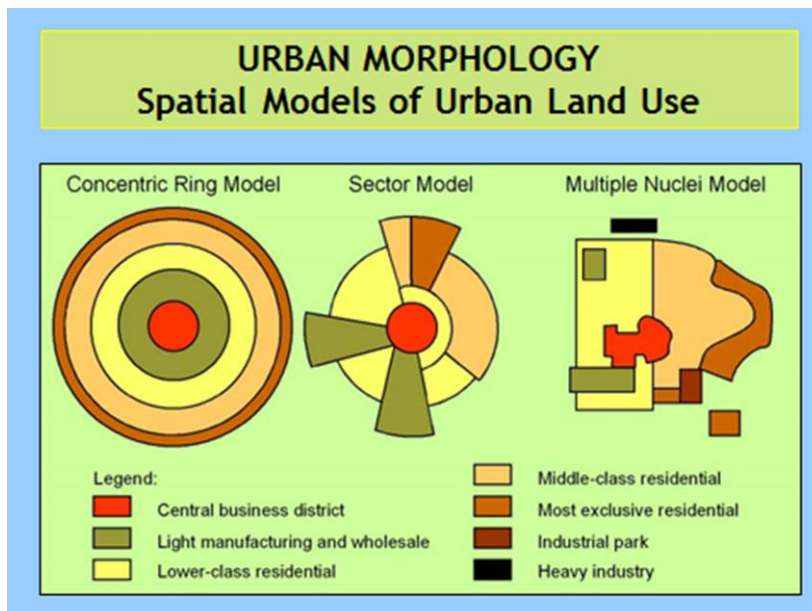 URBAN MORPHOLOGY
Spatial Models of Urban Land Use
Concentric Ring Model
Sector Model
Multiple Nuclei Model
Legend:
Central business district
Light manufacturing and wholesale
Lower-class residential
Middle-class residential
Most exclusive residential
Industrial park
Heavy industry